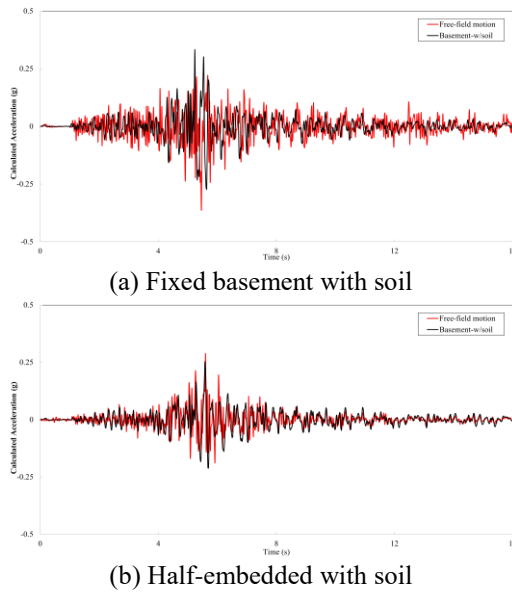 0.5
Free-field motion
Basement-w/soil
0.25
Calculated Acceleration (g)
0
-0.25
-0.5
0
4
8
12
16
Time (s)
(a) Fixed basement with soil
0.5
Free-field motion
Basement-w/soil
0.25
Calculated Acceleration (g)
0
-0.25
-0.5
0
4
8
12
16
Time (s)
(b) Half-embedded with soil